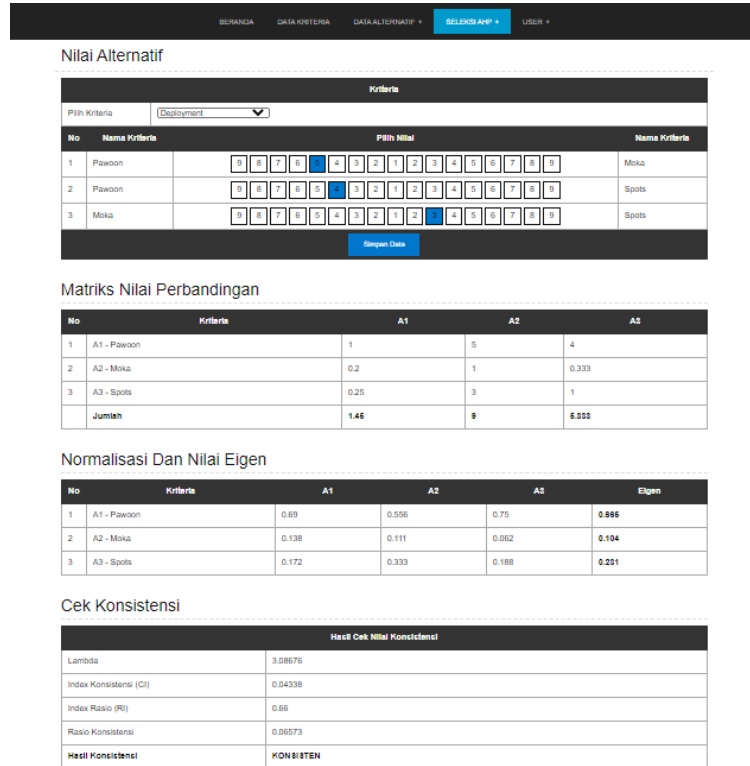 BERANDA DATA KRITERIA DATA ALTERNATIF + SELEKSI AHP + USER +
Nilai Alternatif
Kriteria
Pilih Kriteria Deployment
No Nama Kriteria Pilih Nilai Nama Kriteria
1 Pawoon 9 8 7 6 5 4 3 2 1 2 3 4 5 6 7 8 9 Moka
2 Pawoon 9 8 7 6 5 4 3 2 1 2 3 4 5 6 7 8 9 Spots
3 Moka 9 8 7 6 5 4 3 2 1 2 3 4 5 6 7 8 9 Spots
Simpan Data
Matriks Nilai Perbandingan
No Kriteria A1 A2 A3
1 A1 - Pawoon 1 5 4
2 A2 - Moka 0.2 1 0.333
3 A3 - Spots 0.25 3 1
Jumlah 1.45 9 5.333
Normalisasi Dan Nilai Eigen
No Kriteria A1 A2 A3 Eigen
1 A1 - Pawoon 0.69 0.556 0.75 0.665
2 A2 - Moka 0.138 0.111 0.062 0.104
3 A3 - Spots 0.172 0.333 0.188 0.231
Cek Konsistensi
Hasil Cek Nilai Konsistensi
Lambda 3.08676
Index Konsistensi (CI) 0.04338
Index Rasio (RI) 0.66
Rasio Konsistensi 0.06573
Hasil Konsistensi KONSISTEN